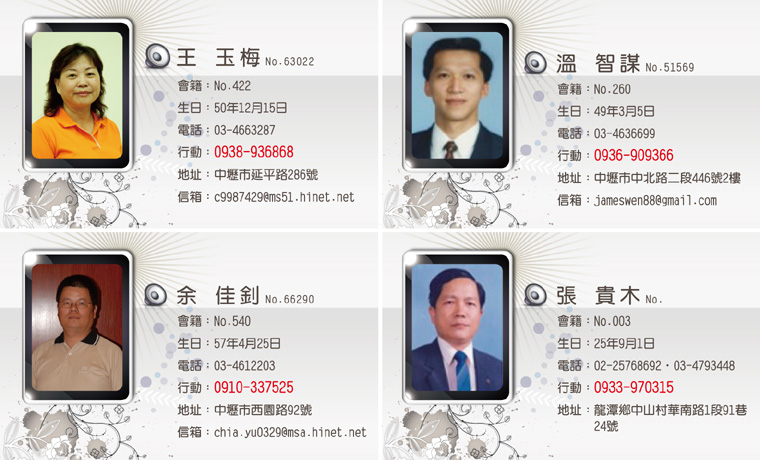 王 玉梅 No.63022
會籍：No.422
生日：50年12月15日
電話：03-4663287
行動：0938-936868
地址：中壢市延平路286號
信箱：c9987429@ms51.hinet.net
溫 智謀 No.51569
會籍：No.260
生日：49年3月5日
電話：03-4636699
行動：0936-909366
地址：中壢市中北路二段446號2樓
信箱：jameswen88@gmail.com
余 佳釗 No.66290
會籍：No.540
生日：57年4月25日
電話：03-4612203
行動：0910-337525
地址：中壢市西園路92號
信箱：chia.yu0329@msa.hinet.net
張 貴木 No.
會籍：No.003
生日：25年9月1日
電話：02-25768692·03-4793448
行動：0933-970315
地址：龍潭鄉中山村華南路1段91巷
24號